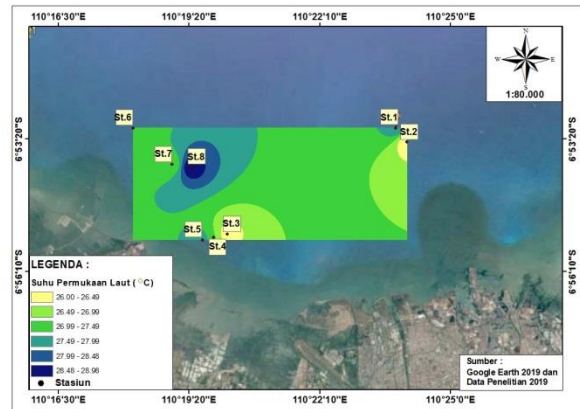 110°16'30"E 110°19'20"E 110°22'10"E 110°25'0"E
N
W E
S
1:80.000
St.6
St.1
St.2
6°53'20"S 6°53'20"S
St.7
St.8
St.3
St.5
St.4
6°56'10"S 6°56'10"S
LEGENDA :
Suhu Permukaan Laut (°C)
26.00 - 26.49
26.49 - 26.99
26.99 - 27.49
27.49 - 27.99
27.99 - 28.48
28.48 - 28.98
Stasiun
Sumber :
Google Earth 2019 dan
Data Penelitian 2019
110°16'30"E 110°19'20"E 110°22'10"E 110°25'0"E